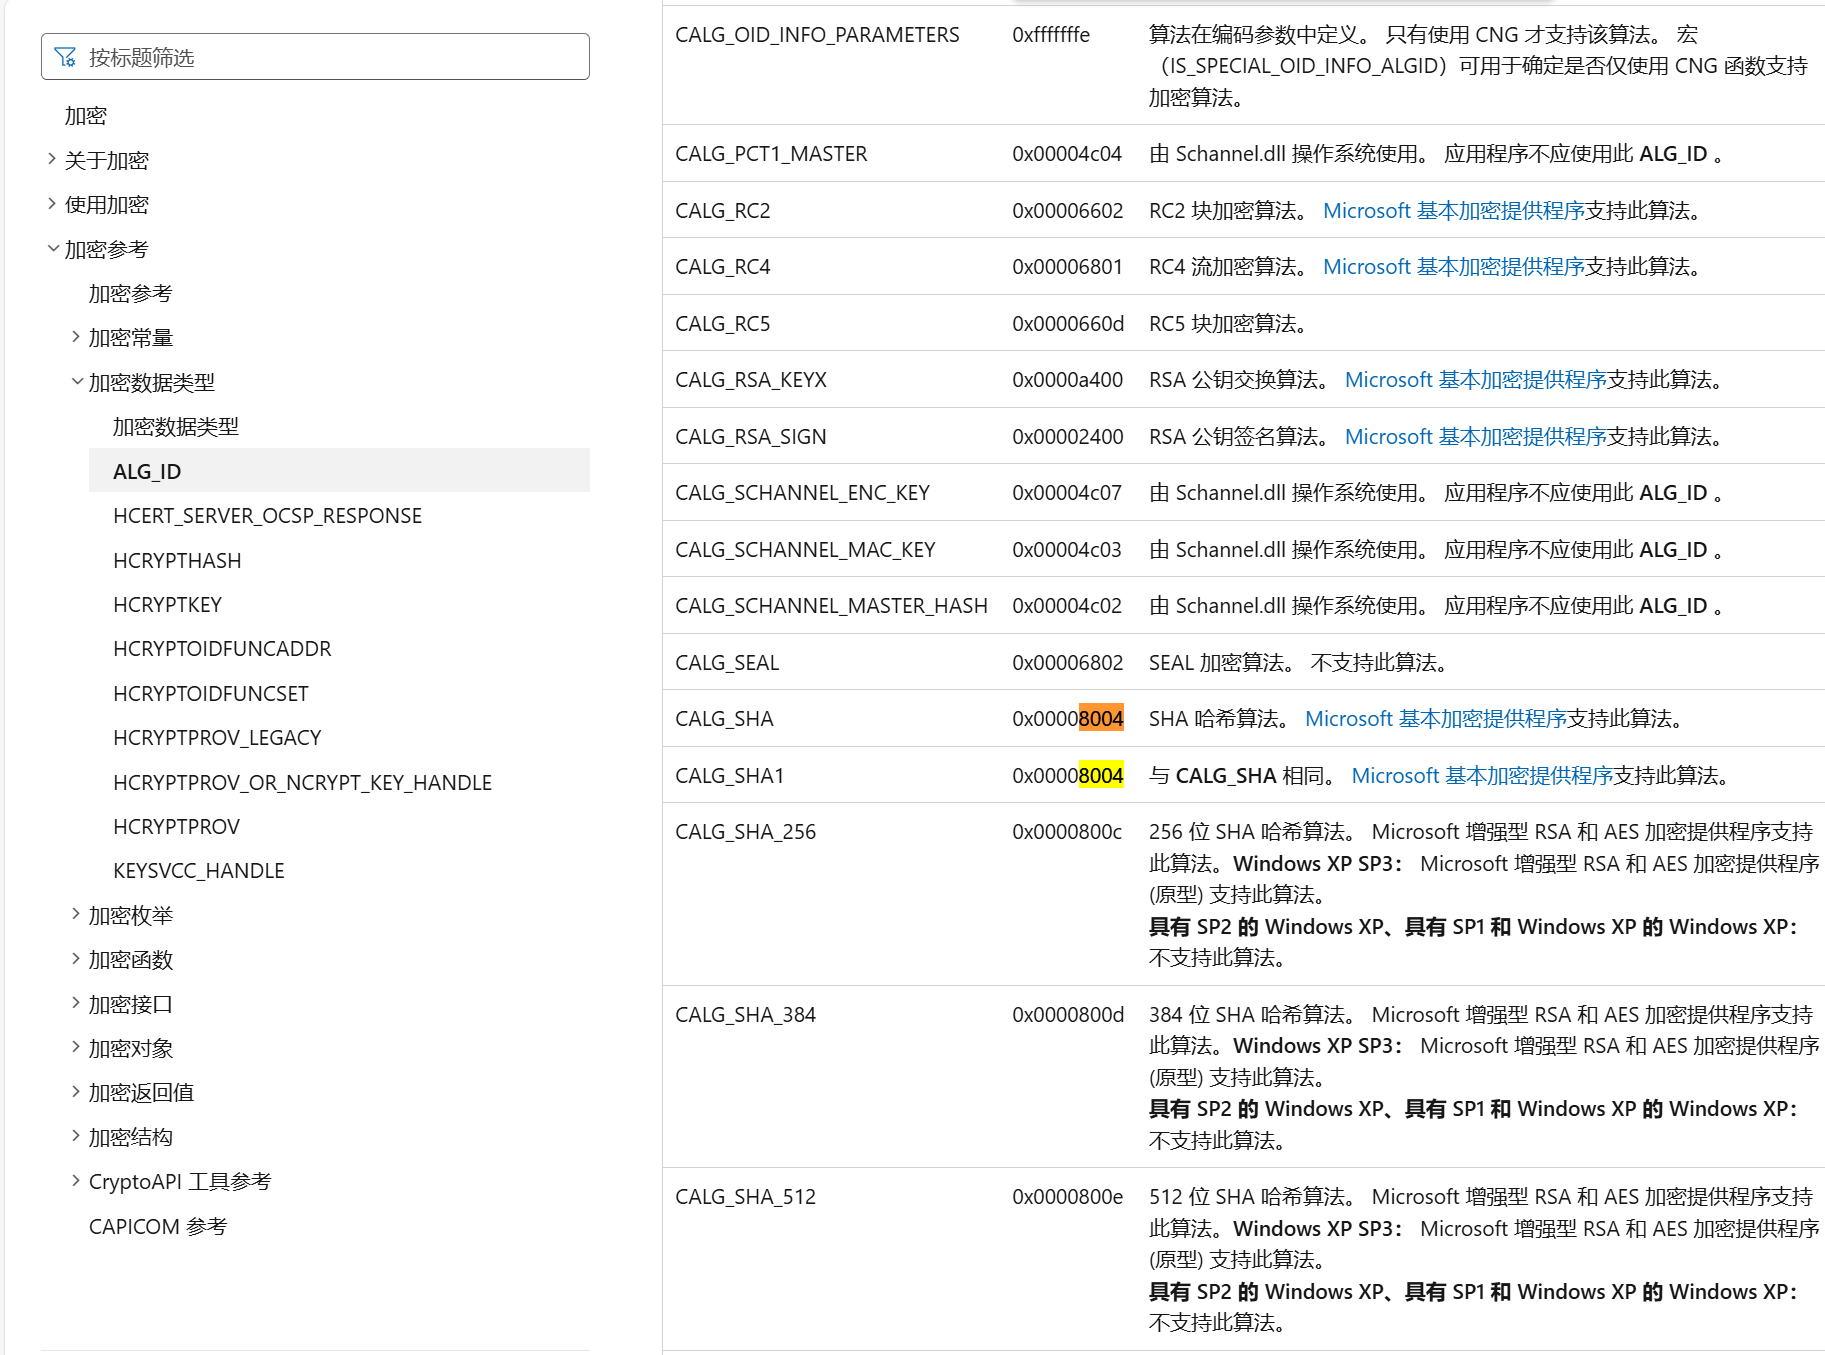 按标题筛选
加密
关于加密
使用加密
加密参考
加密参考
加密常量
加密数据类型
加密数据类型
ALG_ID
HCERT_SERVER_OCSP_RESPONSE
HCRYPTHASH
HCRYPTKEY
HCRYPTOIDFUNCADDR
HCRYPTOIDFUNCSET
HCRYPTPROV_LEGACY
HCRYPTPROV_OR_NCRYPT_KEY_HANDLE
HCRYPTPROV
KEYSVCC_HANDLE
加密枚举
加密函数
加密接口
加密对象
加密返回值
加密结构
CryptoAPI 工具参考
CAPICOM 参考
CALG_OID_INFO_PARAMETERS 0xfffffffe 算法在编码参数中定义。 只有使用 CNG 才支持该算法。 宏
（IS_SPECIAL_OID_INFO_ALGID）可用于确定是否仅使用 CNG 函数支持
加密算法。
CALG_PCT1_MASTER 0x00004c04 由 Schannel.dll 操作系统使用。 应用程序不应使用此 ALG_ID 。
CALG_RC2 0x00006602 RC2 块加密算法。 Microsoft 基本加密提供程序支持此算法。
CALG_RC4 0x00006801 RC4 流加密算法。 Microsoft 基本加密提供程序支持此算法。
CALG_RC5 0x0000660d RC5 块加密算法。
CALG_RSA_KEYX 0x0000a400 RSA 公钥交换算法。 Microsoft 基本加密提供程序支持此算法。
CALG_RSA_SIGN 0x00002400 RSA 公钥签名算法。 Microsoft 基本加密提供程序支持此算法。
CALG_SCHANNEL_ENC_KEY 0x00004c07 由 Schannel.dll 操作系统使用。 应用程序不应使用此 ALG_ID 。
CALG_SCHANNEL_MAC_KEY 0x00004c03 由 Schannel.dll 操作系统使用。 应用程序不应使用此 ALG_ID 。
CALG_SCHANNEL_MASTER_HASH 0x00004c02 由 Schannel.dll 操作系统使用。 应用程序不应使用此 ALG_ID 。
CALG_SEAL 0x00006802 SEAL 加密算法。 不支持此算法。
CALG_SHA 0x00008004 SHA 哈希算法。 Microsoft 基本加密提供程序支持此算法。
CALG_SHA1 0x00008004 与 CALG_SHA 相同。 Microsoft 基本加密提供程序支持此算法。
CALG_SHA_256 0x0000800c 256 位 SHA 哈希算法。 Microsoft 增强型 RSA 和 AES 加密提供程序支持
此算法。Windows XP SP3： Microsoft 增强型 RSA 和 AES 加密提供程序
(原型) 支持此算法。
具有 SP2 的 Windows XP、具有 SP1 和 Windows XP 的 Windows XP：
不支持此算法。
CALG_SHA_384 0x0000800d 384 位 SHA 哈希算法。 Microsoft 增强型 RSA 和 AES 加密提供程序支持
此算法。Windows XP SP3： Microsoft 增强型 RSA 和 AES 加密提供程序
(原型) 支持此算法。
具有 SP2 的 Windows XP、具有 SP1 和 Windows XP 的 Windows XP：
不支持此算法。
CALG_SHA_512 0x0000800e 512 位 SHA 哈希算法。 Microsoft 增强型 RSA 和 AES 加密提供程序支持
此算法。Windows XP SP3： Microsoft 增强型 RSA 和 AES 加密提供程序
(原型) 支持此算法。
具有 SP2 的 Windows XP、具有 SP1 和 Windows XP 的 Windows XP：
不支持此算法。